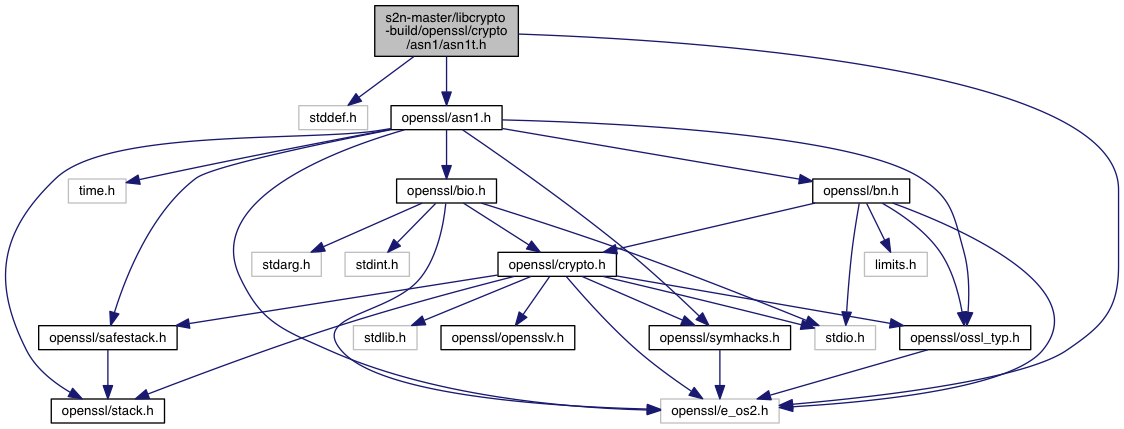 s2n-master/libcrypto
-build/openssl/crypto
/asn1/asn1t.h
stddef.h
openssl/asn1.h
time.h
openssl/bio.h
openssl/bn.h
stdarg.h
stdint.h
openssl/crypto.h
limits.h
openssl/safestack.h
stdlib.h
openssl/opensslv.h
openssl/symhacks.h
stdio.h
openssl/ossl_typ.h
openssl/stack.h
openssl/e_os2.h